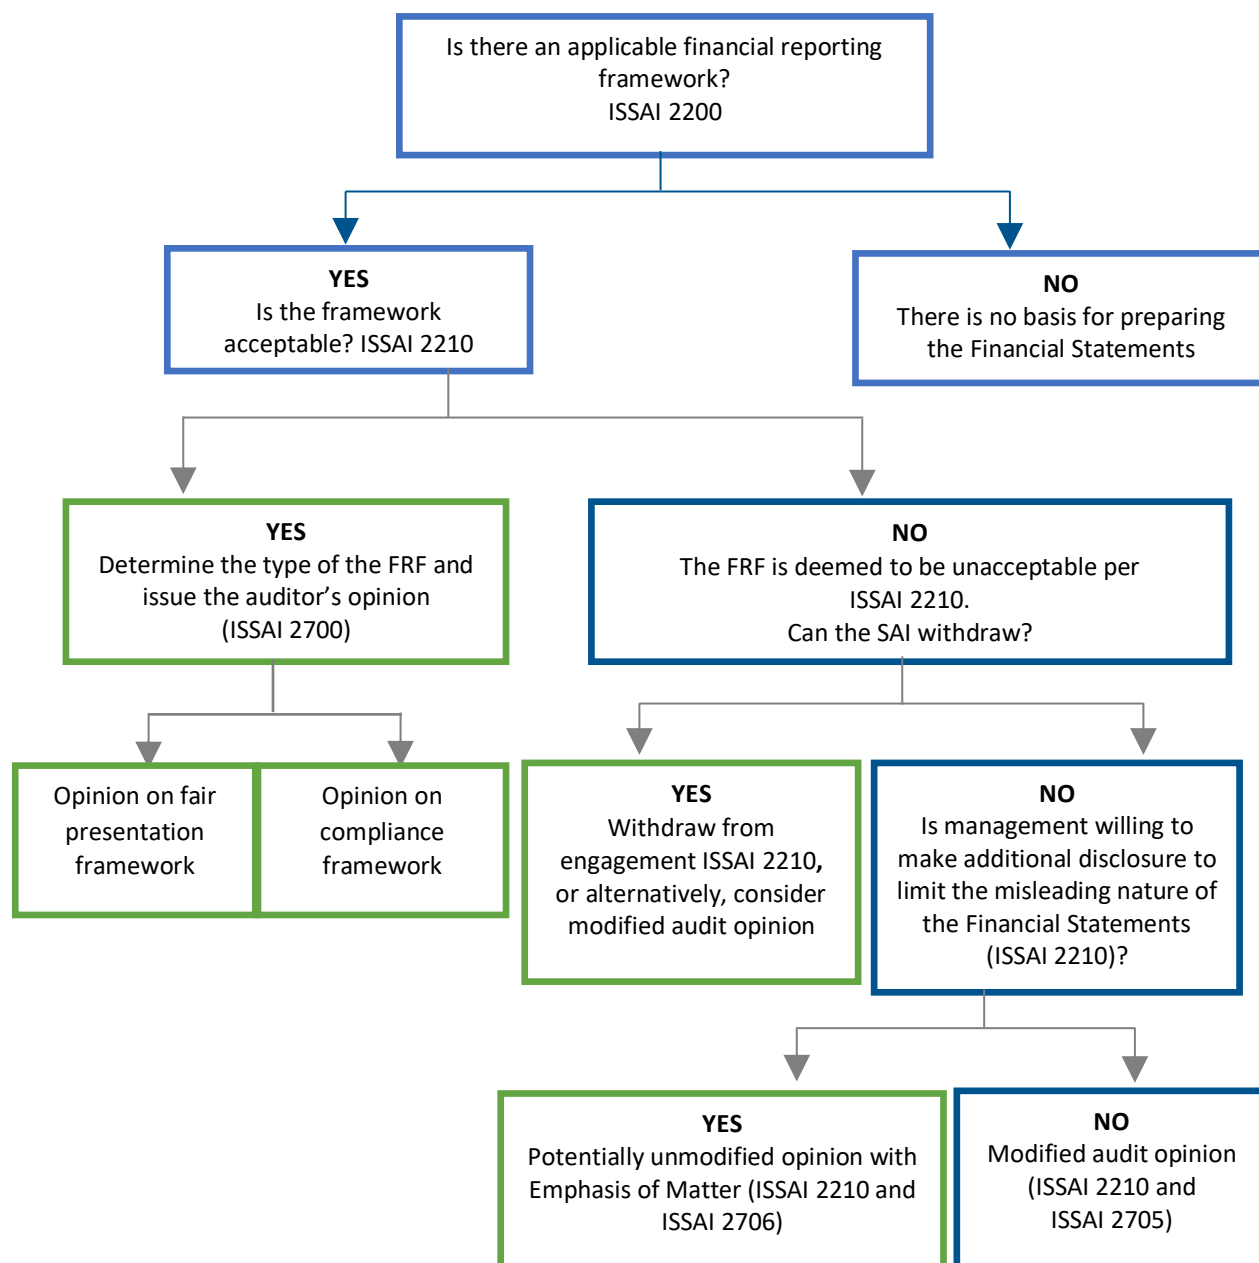 Is there an applicable financial reporting
framework?
ISSAI 2200
YES
Is the framework
acceptable? ISSAI 2210
NO
There is no basis for preparing
the Financial Statements
YES
Determine the type of the FRF and
issue the auditor’s opinion
(ISSAI 2700)
NO
The FRF is deemed to be unacceptable per
ISSAI 2210.
Can the SAI withdraw?
Opinion on fair
presentation
framework
Opinion on
compliance
framework
YES
Withdraw from
engagement ISSAI 2210,
or alternatively, consider
modified audit opinion
NO
Is management willing to
make additional disclosure to
limit the misleading nature of
the Financial Statements
(ISSAI 2210)?
YES
Potentially unmodified opinion with
Emphasis of Matter (ISSAI 2210 and
ISSAI 2706)
NO
Modified audit opinion
(ISSAI 2210 and
ISSAI 2705)